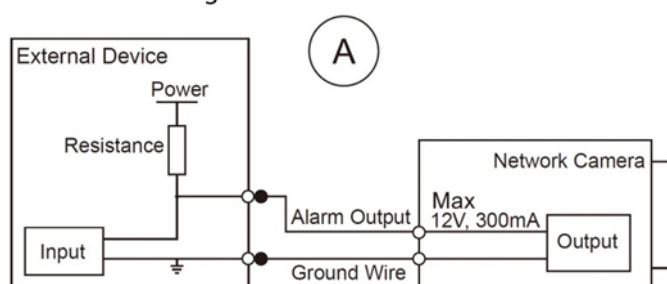 A
External Device
Power
Resistance
Network Camera
Max
12V, 300mA
Alarm Output
Input
Output
Ground Wire